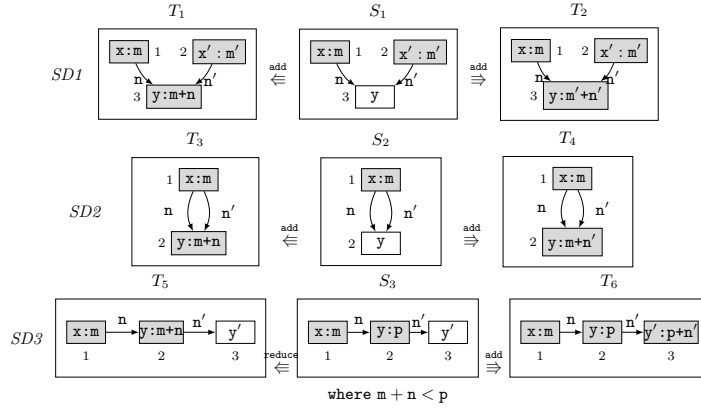 T1 S1 T2
SD1
x:m 1 2 x′:m′
n n′
3 y:m+n
add
⇚
x:m 1 2 x′:m′
n n′
3 y
add
⇛
x:m 1 2 x′:m′
n n′
3 y:m′+n′
T3 S2 T4
SD2
1 x:m
n n′
2 y:m+n
add
⇚
1 x:m
n n′
2 y
add
⇛
1 x:m
n n′
2 y:m+n′
T5 S3 T6
SD3
x:m n y:m+n n′ y′
1 2 3
reduce
⇚
x:m n y:p n′ y′
1 2 3
add
⇛
x:m n y:p n′ y′:p+n′
1 2 3
where m + n < p